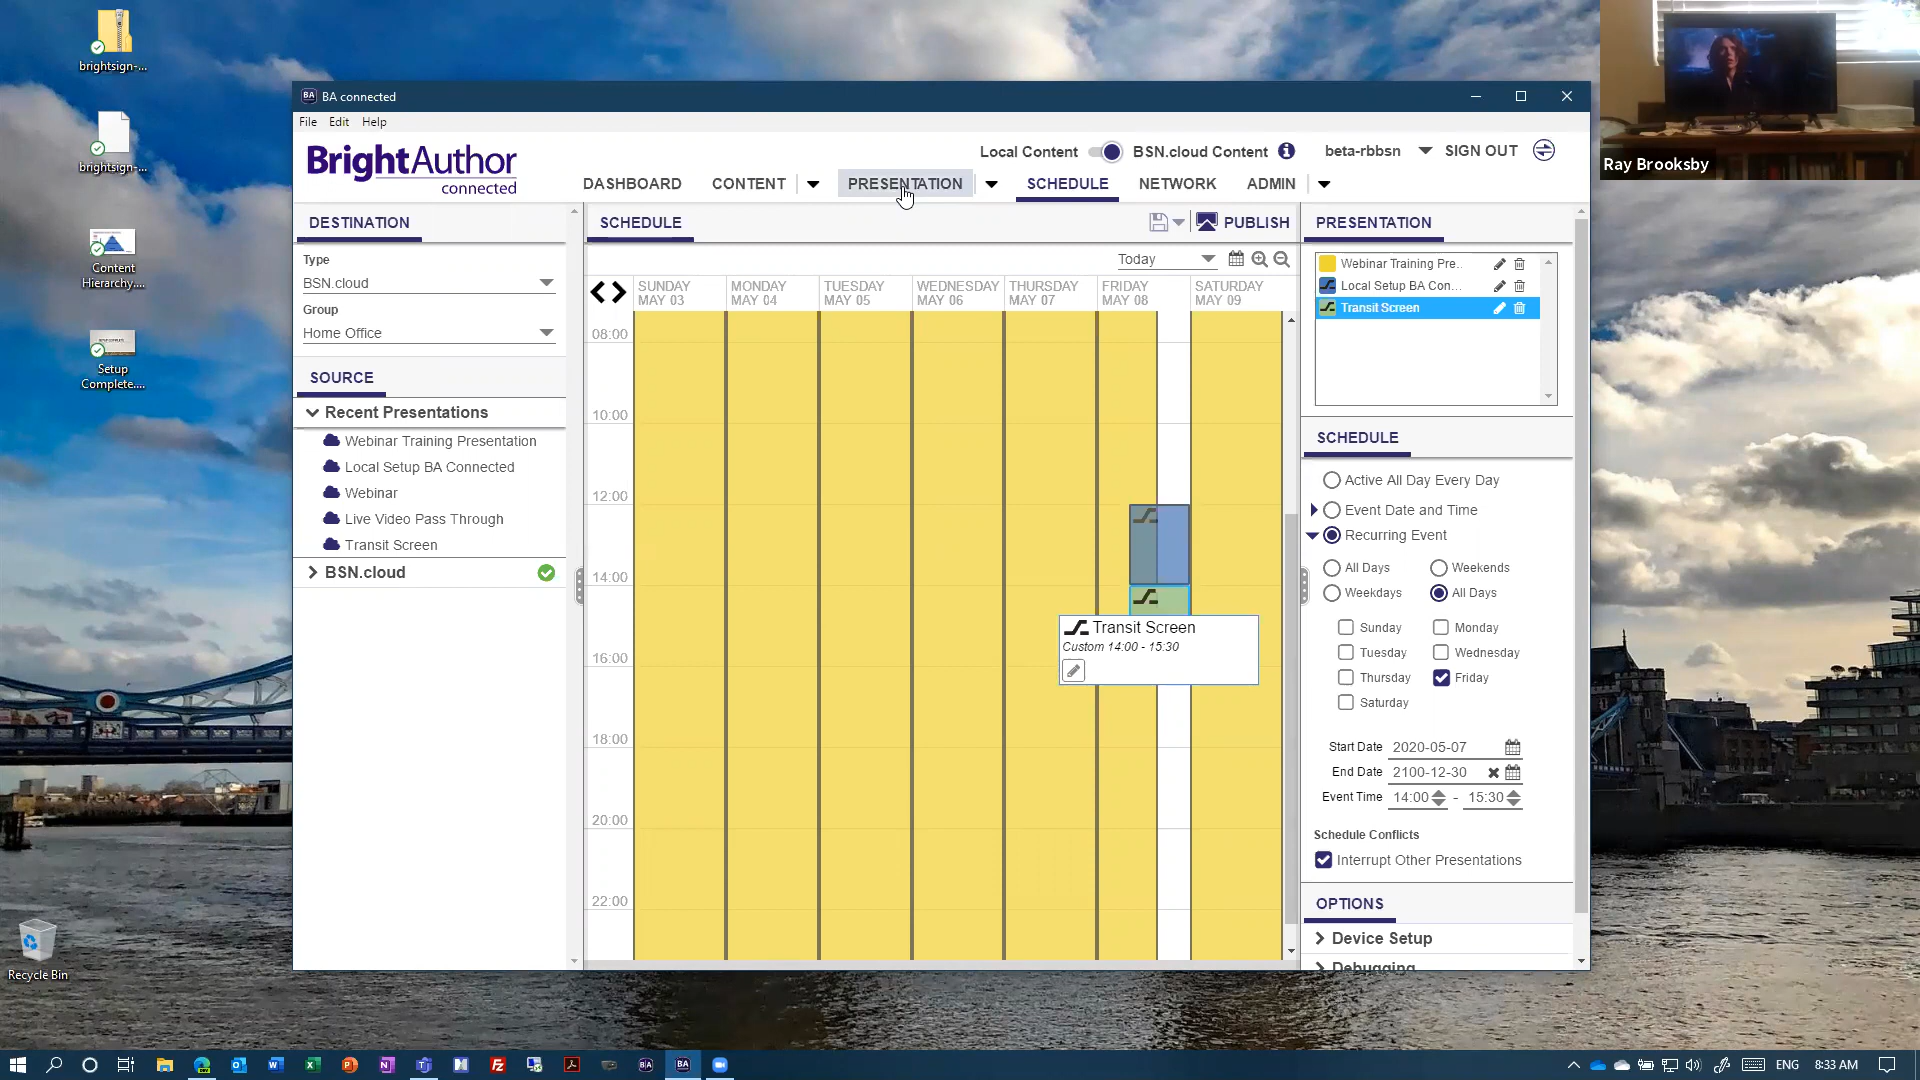 brightsign-...
brightsign-...
Content
Hierarchy....
Setup
Complete....
Recycle Bin
BA connected
File Edit Help
BrightAuthor
connected
Local Content BSN.cloud Content beta-rbbsn SIGN OUT
DASHBOARD CONTENT PRESENTATION SCHEDULE NETWORK ADMIN
DESTINATION
Type
BSN.cloud
Group
Home Office
SOURCE
Recent Presentations
Webinar Training Presentation
Local Setup BA Connected
Webinar
Live Video Pass Through
Transit Screen
BSN.cloud
SCHEDULE
PUBLISH
Today
SUNDAY
MAY 03
MONDAY
MAY 04
TUESDAY
MAY 05
WEDNESDAY
MAY 06
THURSDAY
MAY 07
FRIDAY
MAY 08
SATURDAY
MAY 09
08:00
10:00
12:00
14:00
16:00
18:00
20:00
22:00
Transit Screen
Custom 14:00 - 15:30
PRESENTATION
Webinar Training Pre..
Local Setup BA Con...
Transit Screen
SCHEDULE
Active All Day Every Day
Event Date and Time
Recurring Event
All Days Weekends
Weekdays All Days
Sunday Monday
Tuesday Wednesday
Thursday Friday
Saturday
Start Date 2020-05-07
End Date 2100-12-30
Event Time 14:00 - 15:30
Schedule Conflicts
Interrupt Other Presentations
OPTIONS
Device Setup
Debugging
Ray Brooksby
ENG 8:33 AM